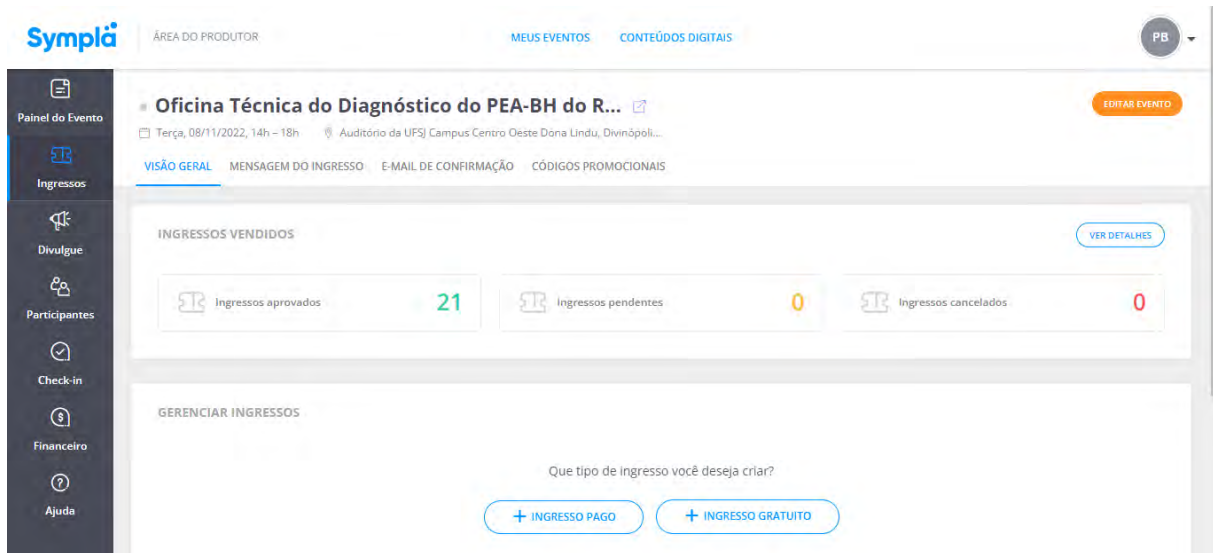 Sympla ÁREA DO PRODUTOR MEUS EVENTOS CONTEÚDOS DIGITAIS PB
Painel do Evento
Ingressos
Divulgue
Participantes
Check-in
Financeiro
Ajuda
Oficina Técnica do Diagnóstico do PEA-BH do R...
EDITAR EVENTO
Terça, 08/11/2022, 14h – 18h Auditório da UFSJ Campus Centro Oeste Dona Lindu, Divinópoli...
VISÃO GERAL MENSAGEM DO INGRESSO E-MAIL DE CONFIRMAÇÃO CÓDIGOS PROMOCIONAIS
INGRESSOS VENDIDOS VER DETALHES
Ingressos aprovados 21 Ingressos pendentes 0 Ingressos cancelados 0
GERENCIAR INGRESSOS
Que tipo de ingresso você deseja criar?
+ INGRESSO PAGO + INGRESSO GRATUITO